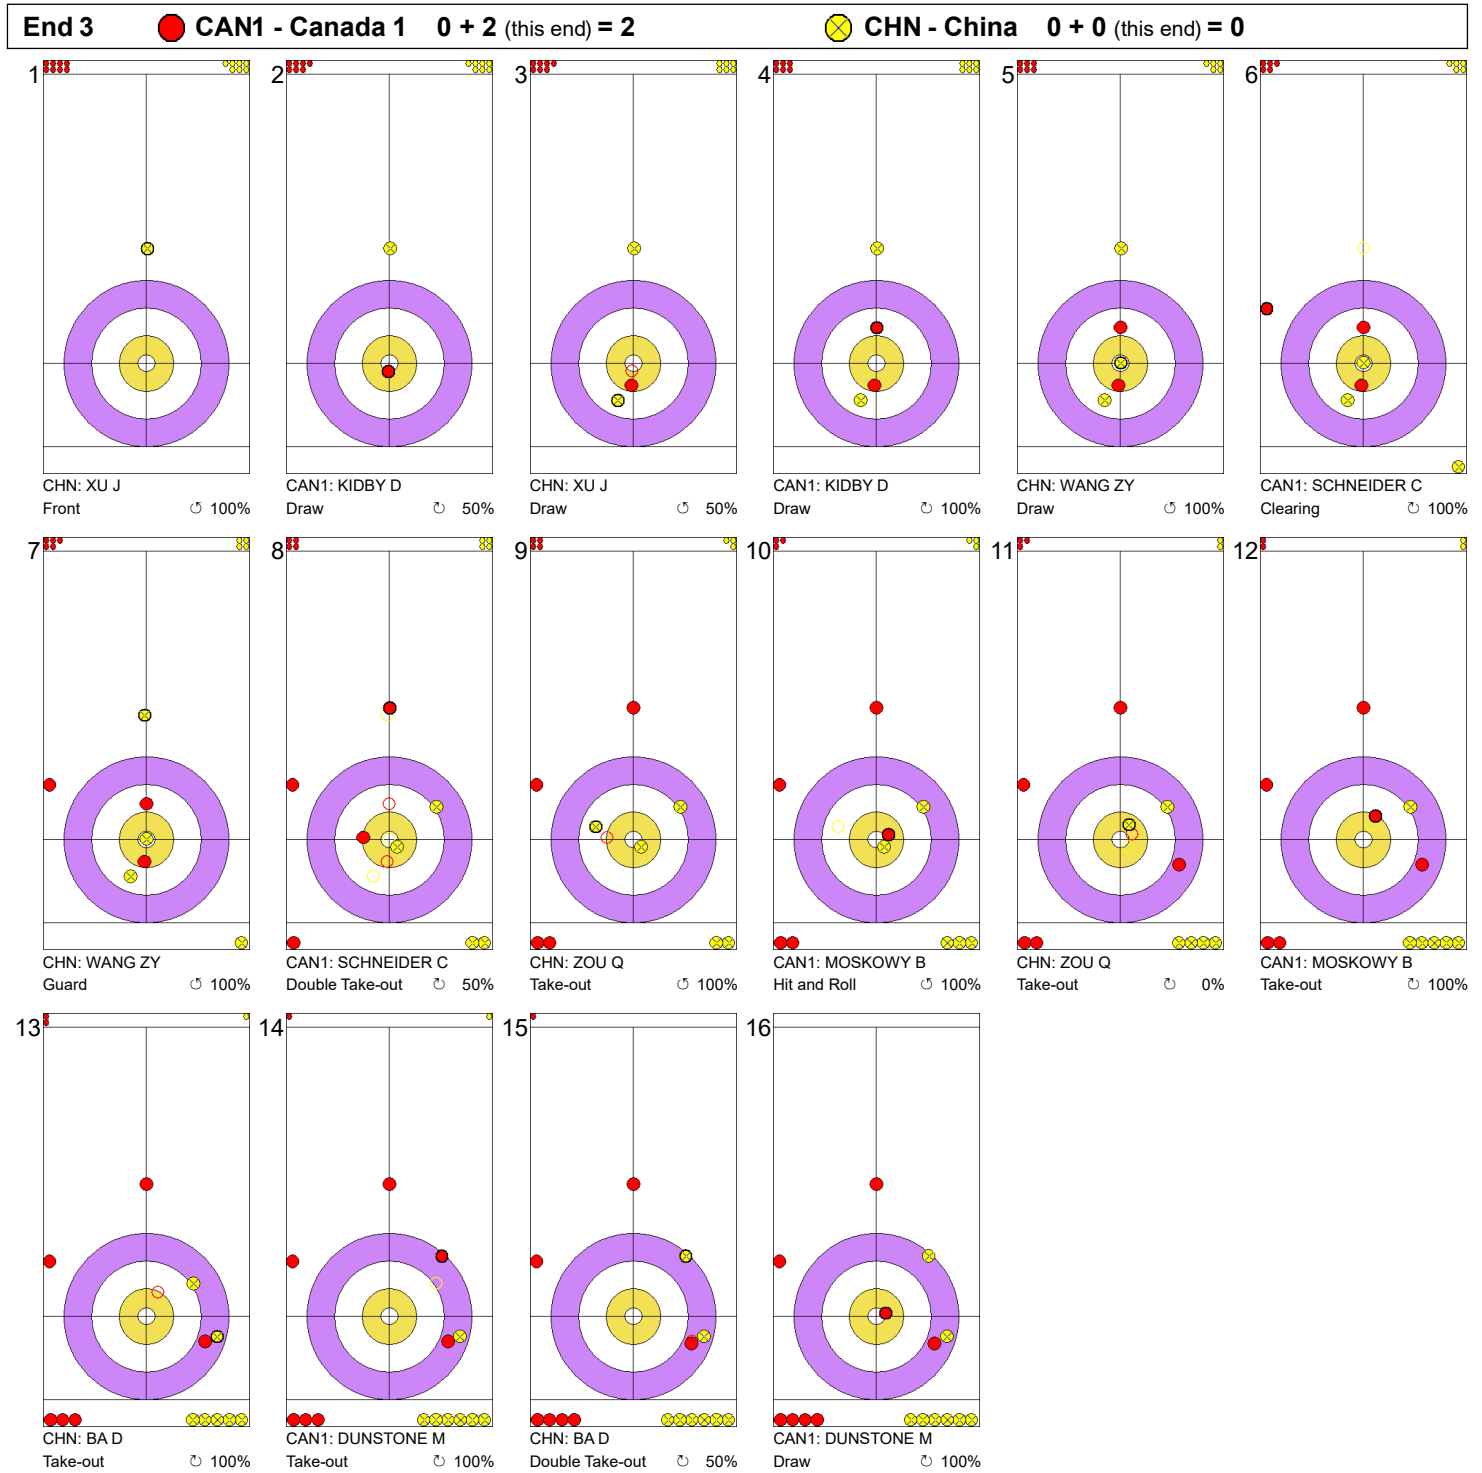 End 3 CAN1 - Canada 1 0 + 2 (this end) = 2 CHN - China 0 + 0 (this end) = 0
1 2 3 4 5 6
CHN: XU J CAN1: KIDBY D CHN: XU J CAN1: KIDBY D CHN: WANG ZY CAN1: SCHNEIDER C
Front 100% Draw 50% Draw 50% Draw 100% Draw 100% Clearing 100%
7 8 9 10 11 12
CHN: WANG ZY CAN1: SCHNEIDER C CHN: ZOU Q CAN1: MOSKOWY B CHN: ZOU Q CAN1: MOSKOWY B
Guard 100% Double Take-out 50% Take-out 100% Hit and Roll 100% Take-out 0% Take-out 100%
13 14 15 16
CHN: BA D CAN1: DUNSTONE M CHN: BA D CAN1: DUNSTONE M
Take-out 100% Take-out 100% Double Take-out 50% Draw 100%